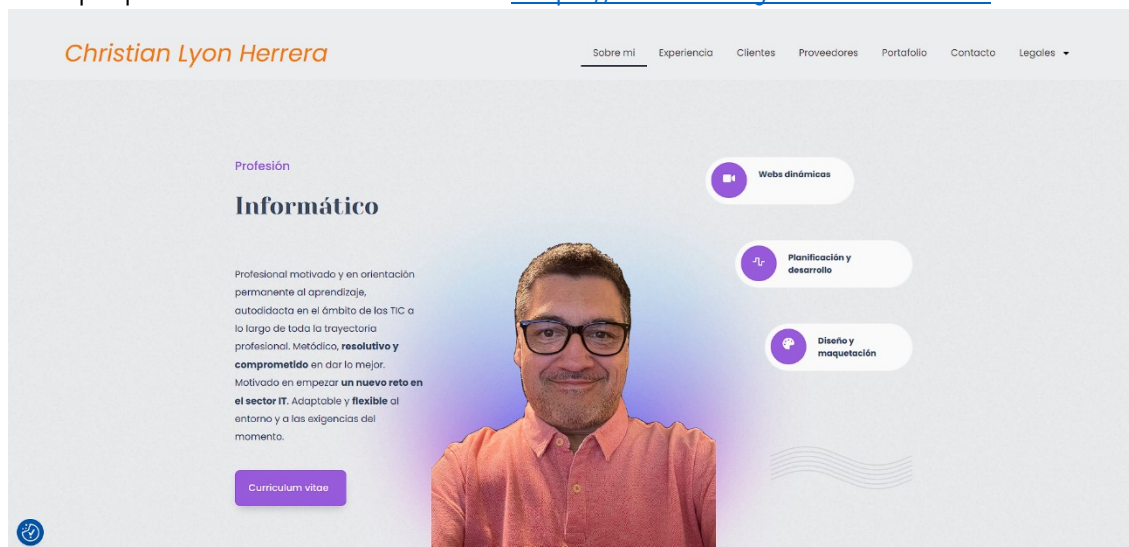 Christian Lyon Herrera
Sobre mi Experiencia Clientes Proveedores Portafolio Contacto Legales
Profesión
Informático
Profesional motivado y en orientación
permanente al aprendizaje,
autodidacta en el ámbito de las TIC a
lo largo de toda la trayectoria
profesional. Metódico, resolutivo y
comprometido en dar lo mejor.
Motivado en empezar un nuevo reto en
el sector IT. Adaptable y flexible al
entorno y a las exigencias del
momento.
Curriculum vitae
Webs dinámicas
Planificación y
desarrollo
Diseño y
maquetación